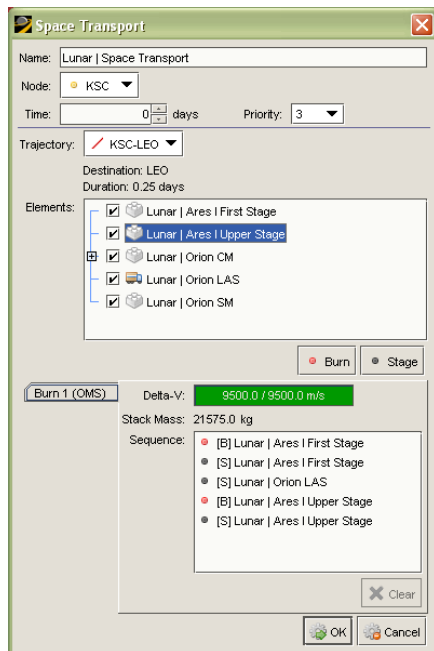 Space Transport
Name: Lunar | Space Transport
Node: KSC
Time: 0 days Priority: 3
Trajectory: KSC-LEO
Destination: LEO
Duration: 0.25 days
Elements: Lunar | Ares I First Stage
Lunar | Ares I Upper Stage
Lunar | Orion CM
Lunar | Orion LAS
Lunar | Orion SM
Burn Stage
Burn 1 (OMS) Delta-V: 9500.0 / 9500.0 m/s
Stack Mass: 21575.0 kg
Sequence: [B] Lunar | Ares I First Stage
[S] Lunar | Ares I First Stage
[S] Lunar | Orion LAS
[B] Lunar | Ares I Upper Stage
[S] Lunar | Ares I Upper Stage
Clear
OK Cancel